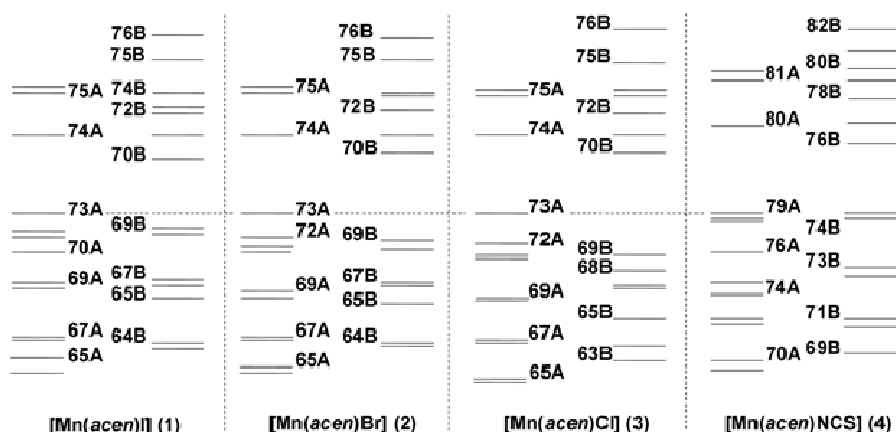 76B
75B
75A 74B
72B
74A
70B
73A
69B
70A
69A 67B
65B
67A 64B
65A
[Mn(acen)I] (1)
76B
75B
75A
72B
74A
70B
73A
72A 69B
67B
69A
65B
67A 64B
65A
[Mn(acen)Br] (2)
76B
75B
75A
72B
74A
70B
73A
72A
69B
68B
69A
65B
67A
63B
65A
[Mn(acen)Cl] (3)
82B
80B
81A
78B
80A
76B
79A
74B
76A
73B
74A
71B
70A 69B
[Mn(acen)NCS] (4)